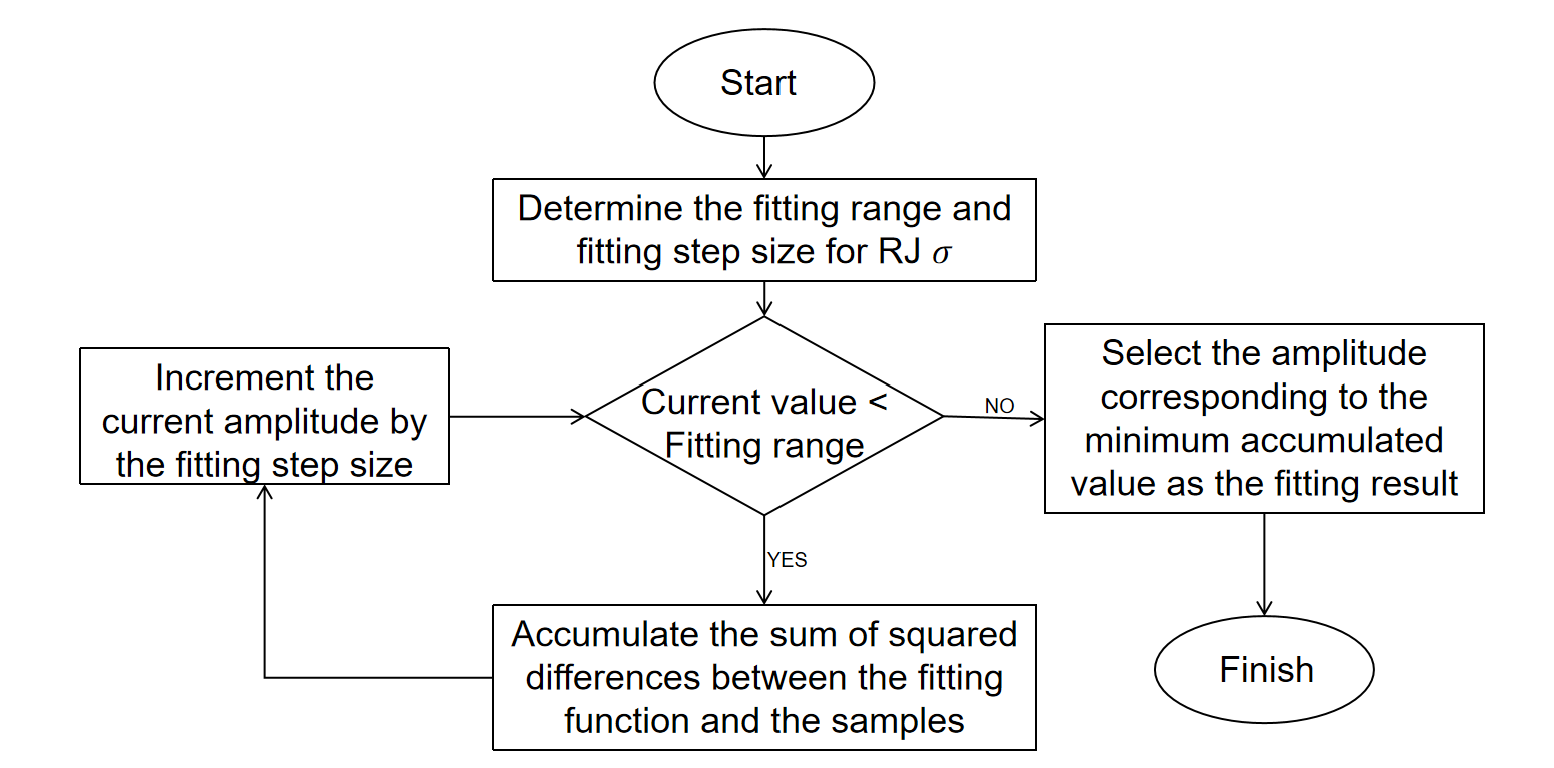 Start
Determine the fitting range and
fitting step size for RJ σ
Increment the
current amplitude by
the fitting step size
Current value <
Fitting range
NO
Select the amplitude
corresponding to the
minimum accumulated
value as the fitting result
YES
Accumulate the sum of squared
differences between the fitting
function and the samples
Finish